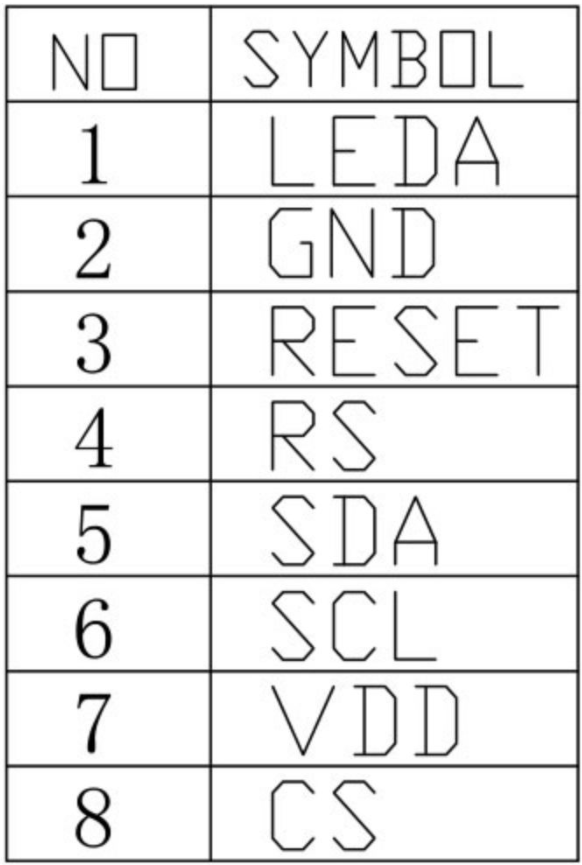 NO SYMBOL
1 LEDA
2 GND
3 RESET
4 RS
5 SDA
6 SCL
7 VDD
8 CS